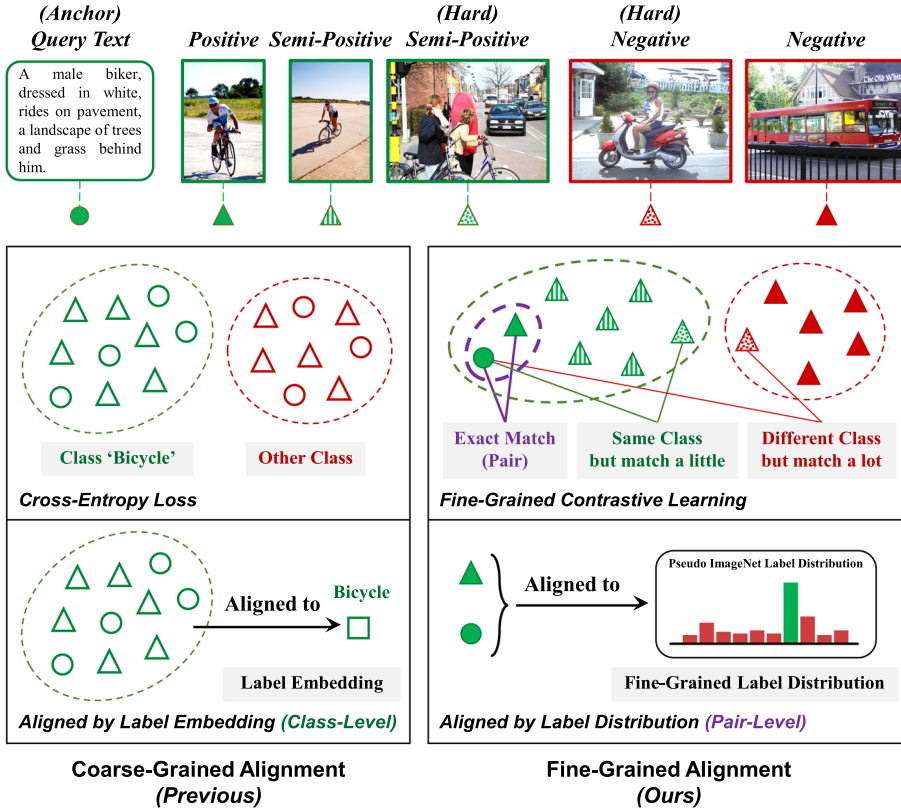 (Anchor)
Query Text
Positive
Semi-Positive
(Hard)
Semi-Positive
(Hard)
Negative
Negative
A male biker,
dressed in white,
rides on pavement,
a landscape of trees
and grass behind
him.
The Old Whit
Class ‘Bicycle’
Other Class
Cross-Entropy Loss
Exact Match
(Pair)
Same Class
but match a little
Different Class
but match a lot
Fine-Grained Contrastive Learning
Aligned to
Bicycle
Label Embedding
Aligned by Label Embedding (Class-Level)
Aligned to
Pseudo ImageNet Label Distribution
Fine-Grained Label Distribution
Aligned by Label Distribution (Pair-Level)
Coarse-Grained Alignment
(Previous)
Fine-Grained Alignment
(Ours)